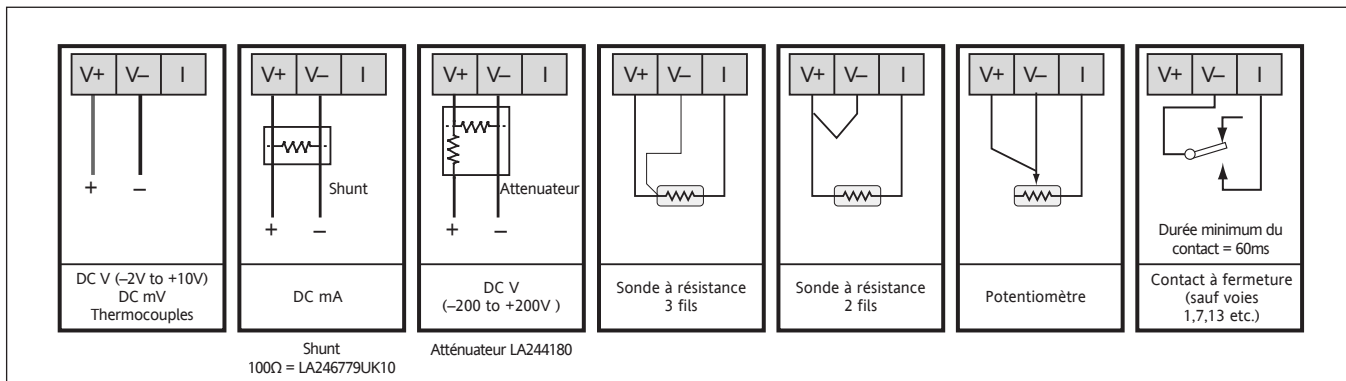 V+ V– I
+ –
DC V (–2V to +10V)
DC mV
Thermocouples
V+ V– I
Shunt
+ –
DC mA
Shunt
100Ω = LA246779UK10
V+ V– I
Attenuateur
+ –
DC V
(–200 to +200V )
Atténuateur LA244180
V+ V– I
Sonde à résistance
3 fils
V+ V– I
Sonde à résistance
2 fils
V+ V– I
Potentiomètre
V+ V– I
Durée minimum du
contact = 60ms
Contact à fermeture
(sauf voies
1,7,13 etc.)